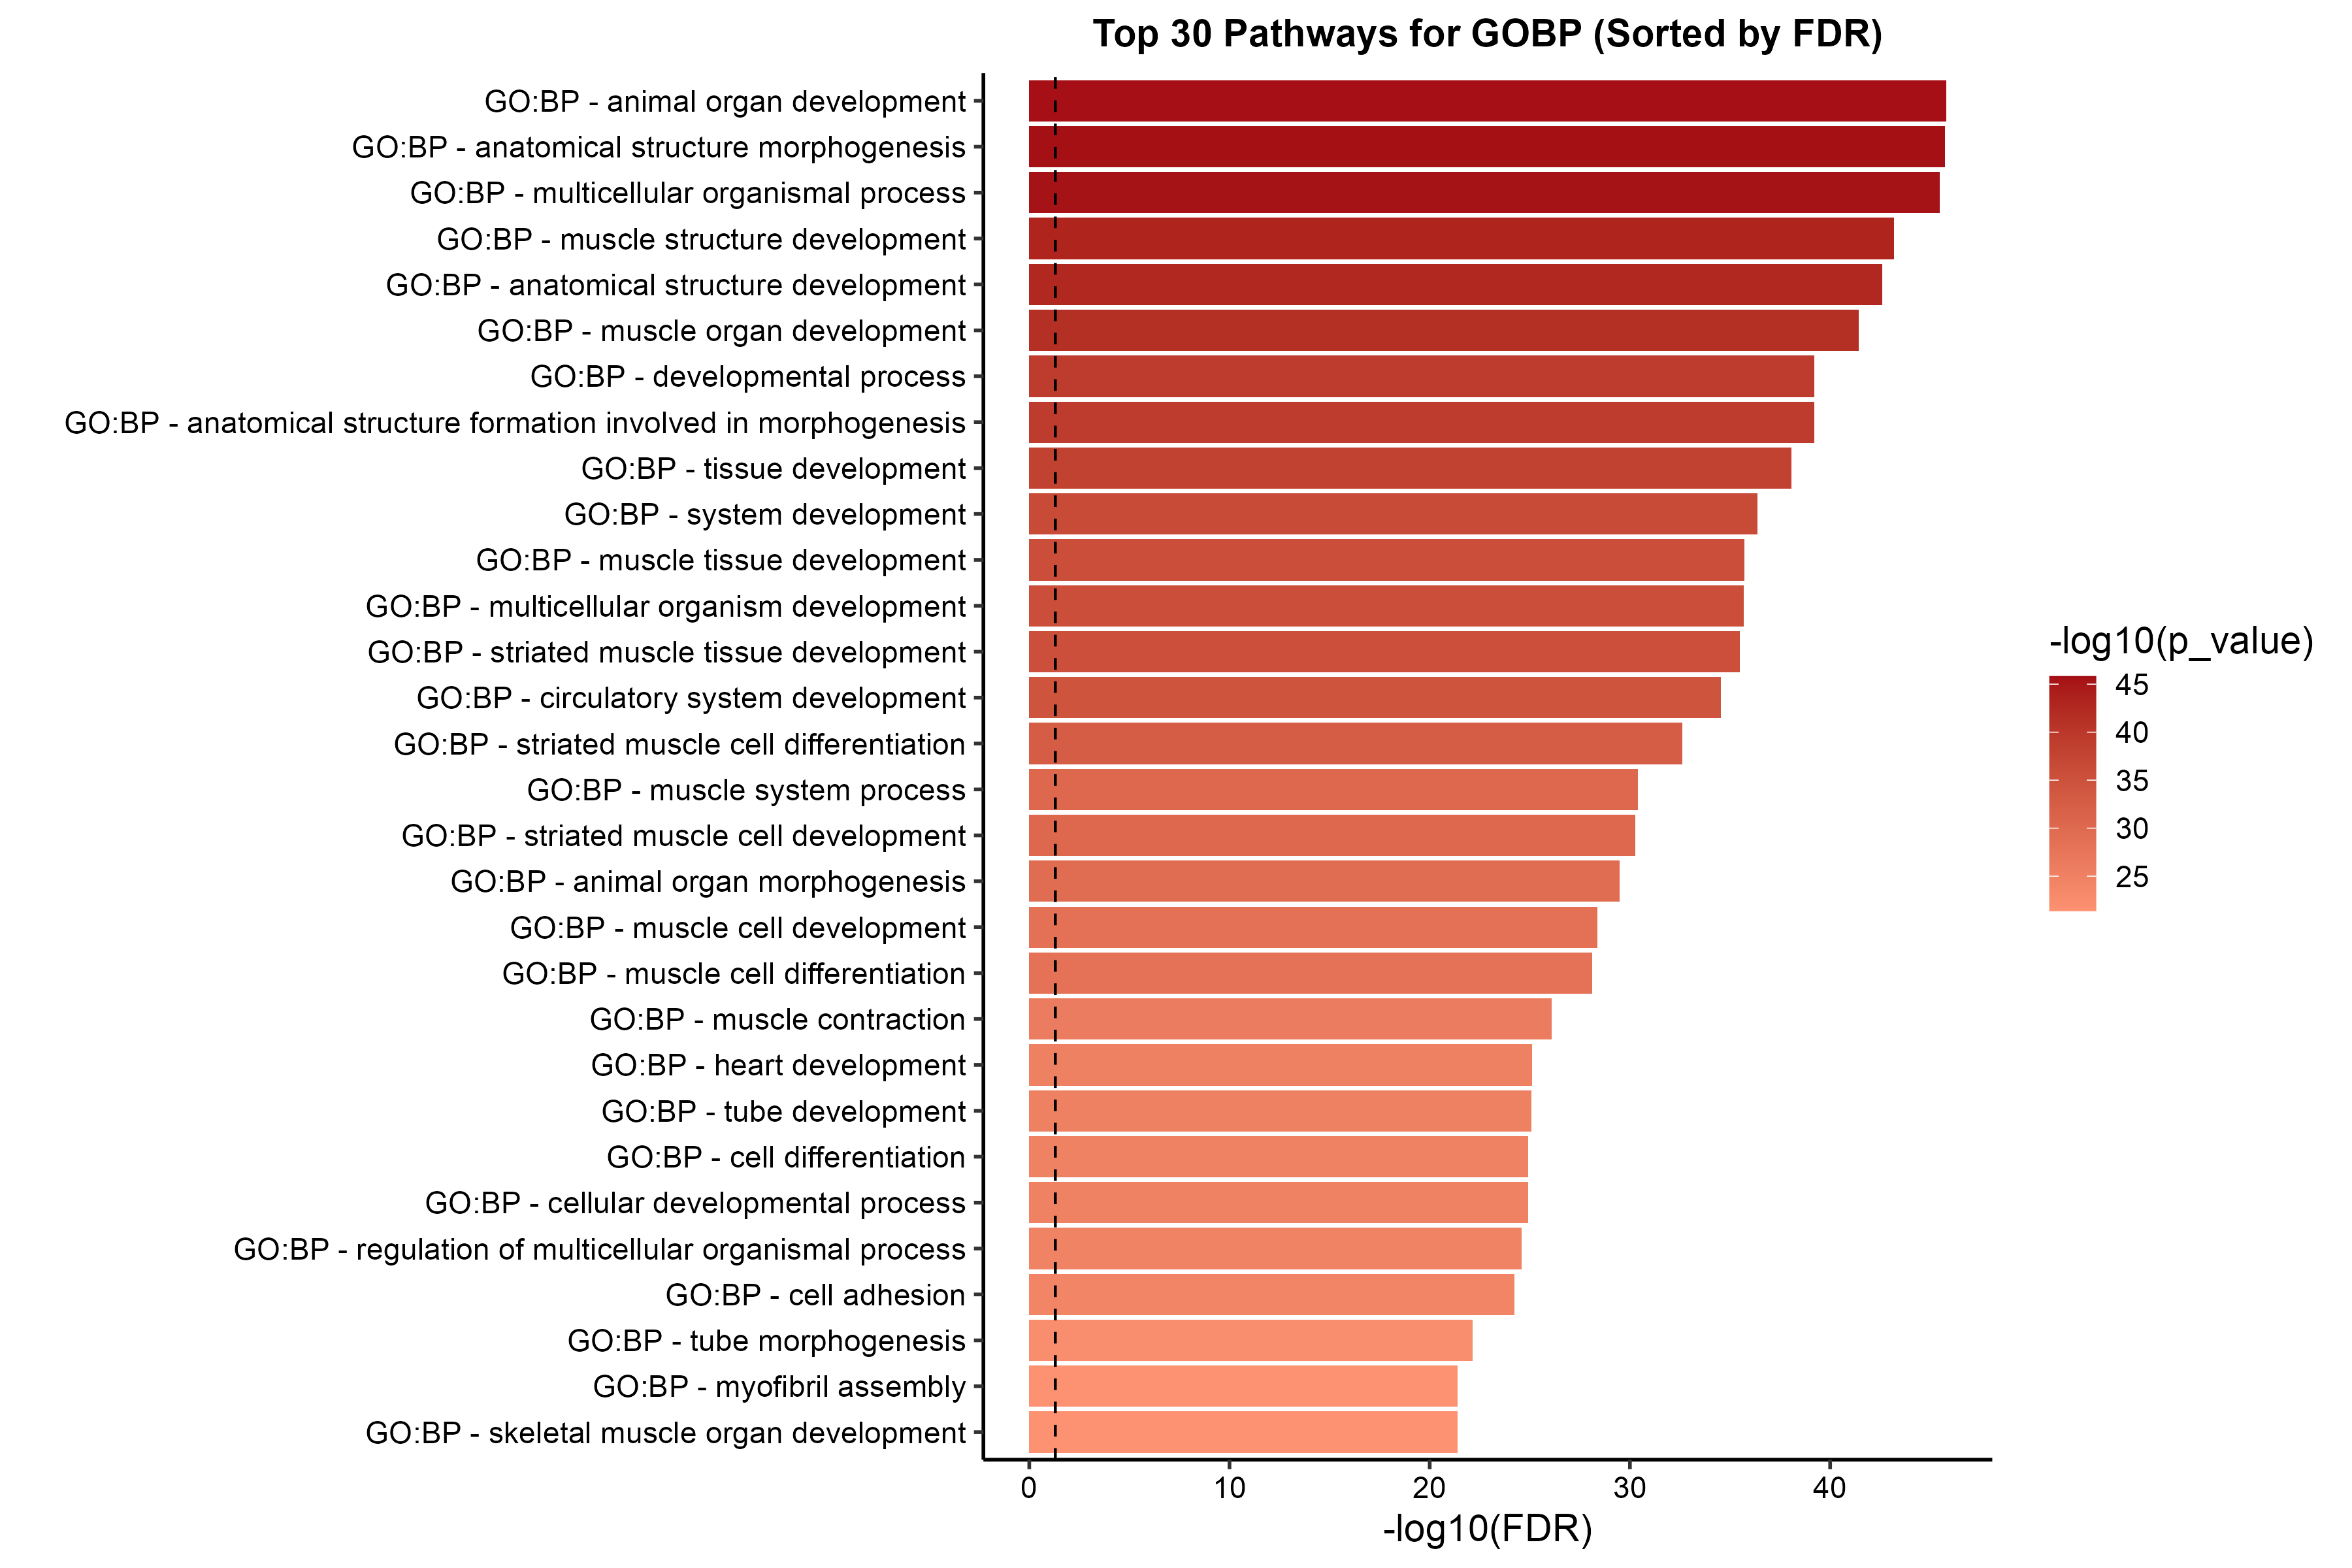 Top 30 Pathways for GOBP (Sorted by FDR)
GO:BP - animal organ development
GO:BP - anatomical structure morphogenesis
GO:BP - multicellular organismal process
GO:BP - muscle structure development
GO:BP - anatomical structure development
GO:BP - muscle organ development
GO:BP - developmental process
GO:BP - anatomical structure formation involved in morphogenesis
GO:BP - tissue development
GO:BP - system development
GO:BP - muscle tissue development
GO:BP - multicellular organism development
GO:BP - striated muscle tissue development
GO:BP - circulatory system development
GO:BP - striated muscle cell differentiation
GO:BP - muscle system process
GO:BP - striated muscle cell development
GO:BP - animal organ morphogenesis
GO:BP - muscle cell development
GO:BP - muscle cell differentiation
GO:BP - muscle contraction
GO:BP - heart development
GO:BP - tube development
GO:BP - cell differentiation
GO:BP - cellular developmental process
GO:BP - regulation of multicellular organismal process
GO:BP - cell adhesion
GO:BP - tube morphogenesis
GO:BP - myofibril assembly
GO:BP - skeletal muscle organ development
0 10 20 30 40
-log10(FDR)
-log10(p_value)
45
40
35
30
25